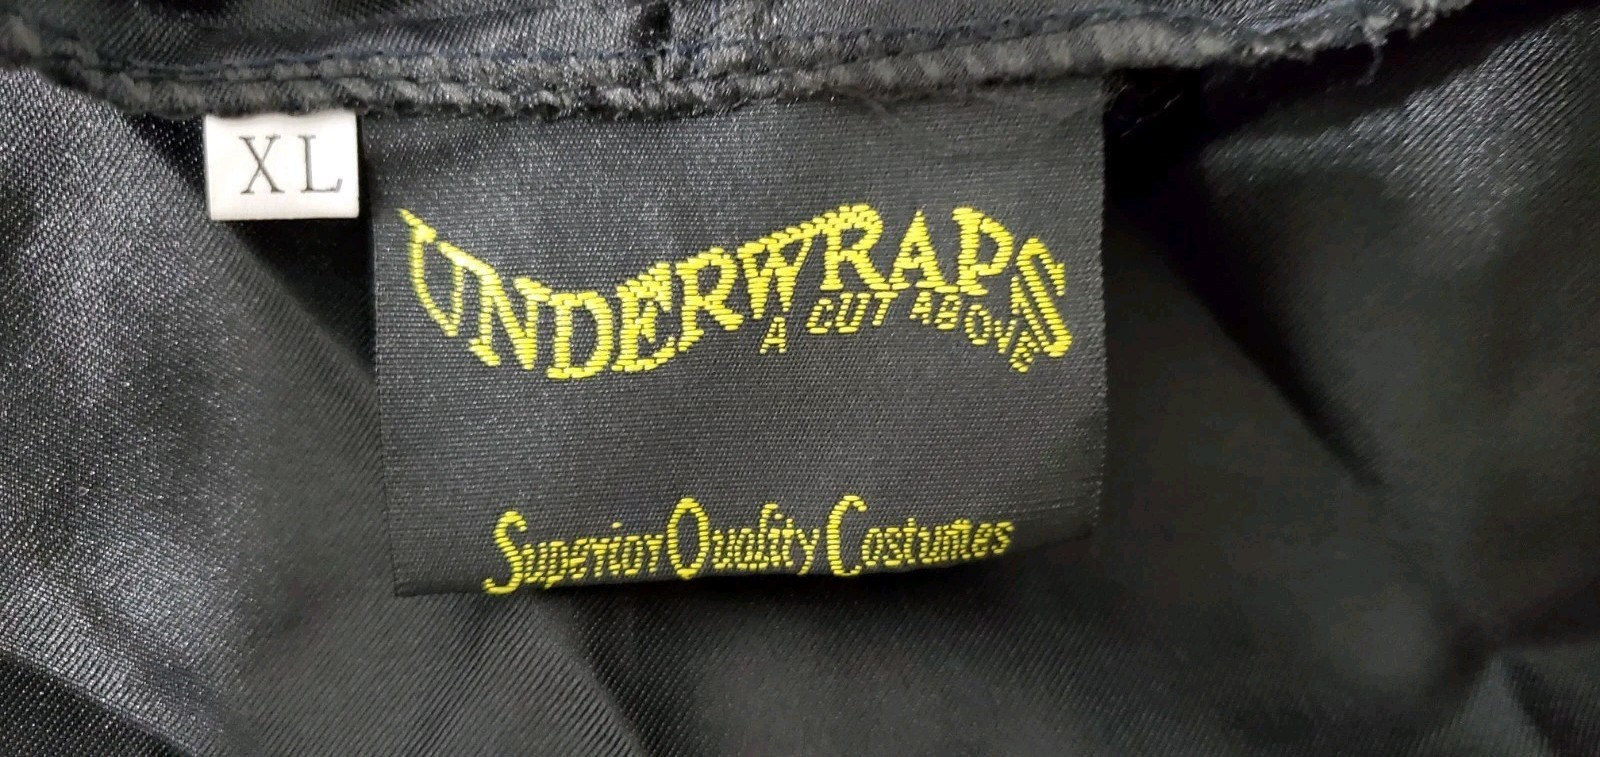 XL
UNDERWRAPS
A CUT ABOVE
Superior Quality Costumes